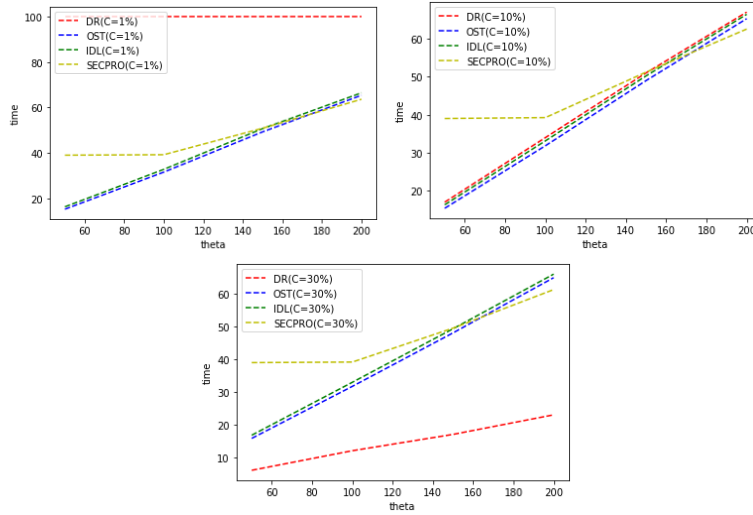 100
80
60
40
20
time
DR(C=1%)
OST(C=1%)
IDL(C=1%)
SECPRO(C=1%)
60 80 100 120 140 160 180 200
theta
60
50
40
30
20
time
DR(C=10%)
OST(C=10%)
IDL(C=10%)
SECPRO(C=10%)
60 80 100 120 140 160 180 200
theta
60
50
40
30
20
10
time
DR(C=30%)
OST(C=30%)
IDL(C=30%)
SECPRO(C=30%)
60 80 100 120 140 160 180 200
theta